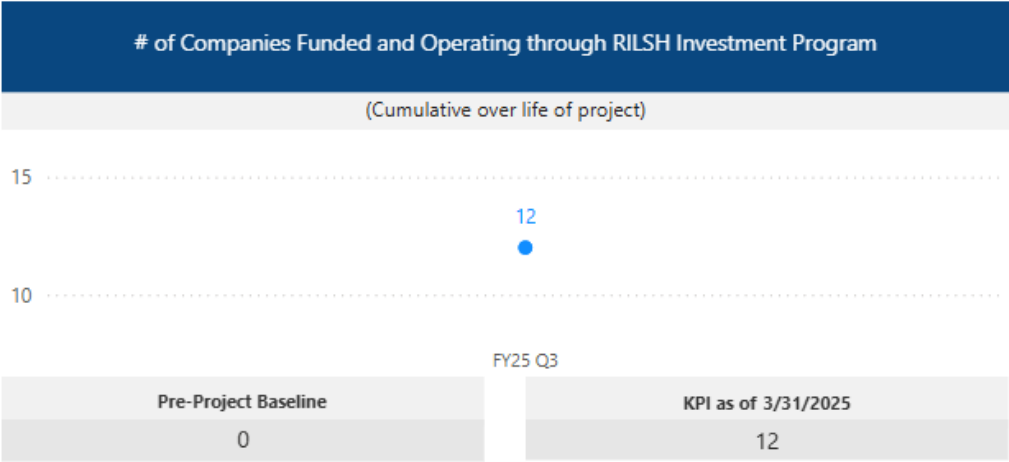 # of Companies Funded and Operating through RILSH Investment Program
(Cumulative over life of project)
15
12
10
FY25 Q3
Pre-Project Baseline
KPI as of 3/31/2025
0
12